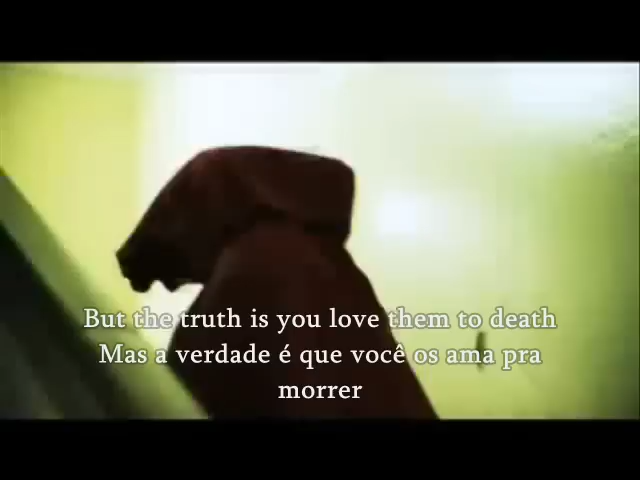 But the truth is you love them to death
Mas a verdade é que você os ama pra
morrer